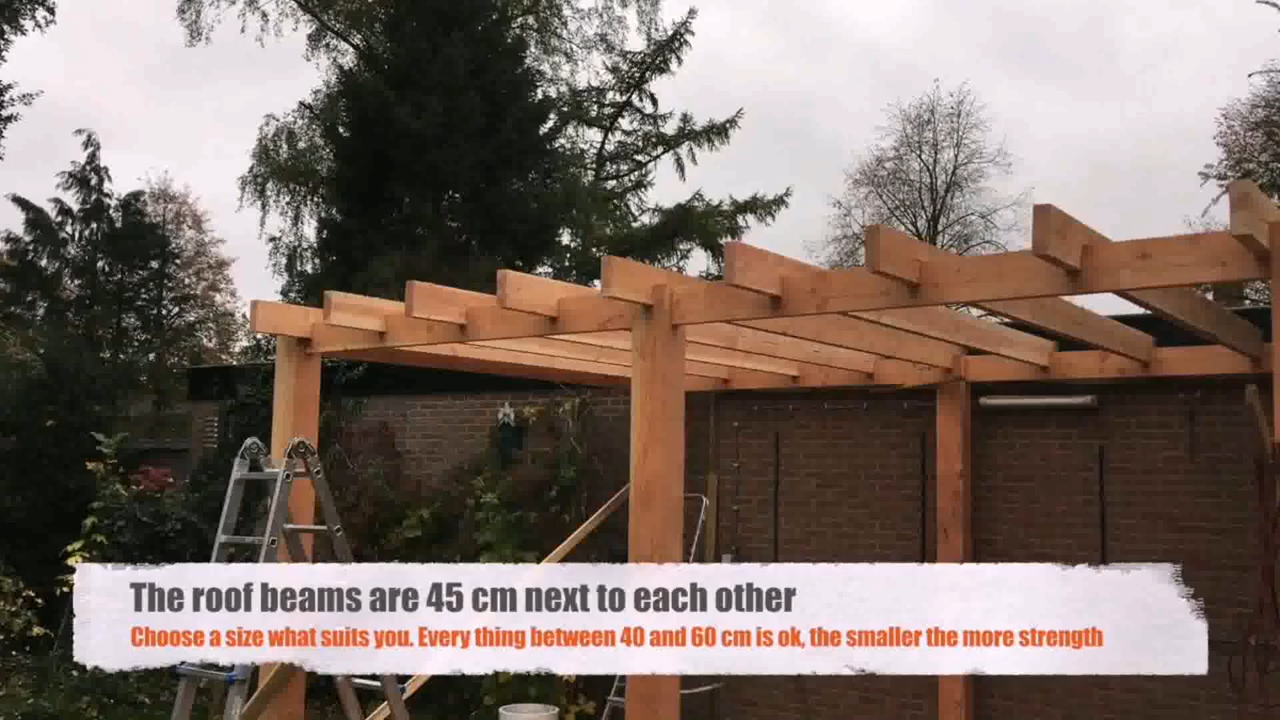 The roof beams are 45 cm next to each other
Choose a size what suits you. Every thing between 40 and 60 cm is ok, the smaller the more strength